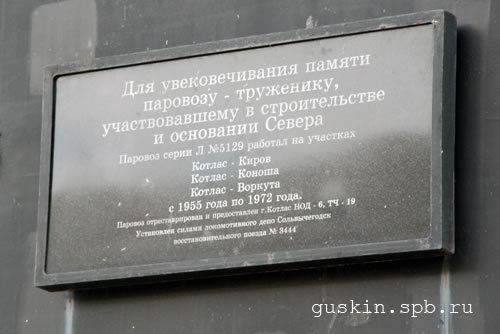 Для увековечивания памяти
паровозу - труженику,
участвовавшему в строительстве
и основании Севера
Паровоз серии Л №5129 работал на участках
Котлас - Киров
Котлас - Коноша
Котлас - Воркута
с 1955 года по 1972 года.
Паровоз отреставрирован и предоставлен г.Котлас НОД - 6, ТЧ - 19
Установлен силами локомотивного депо Сольвычегодск
восстановительного поезда № 3444
guskin.spb.ru